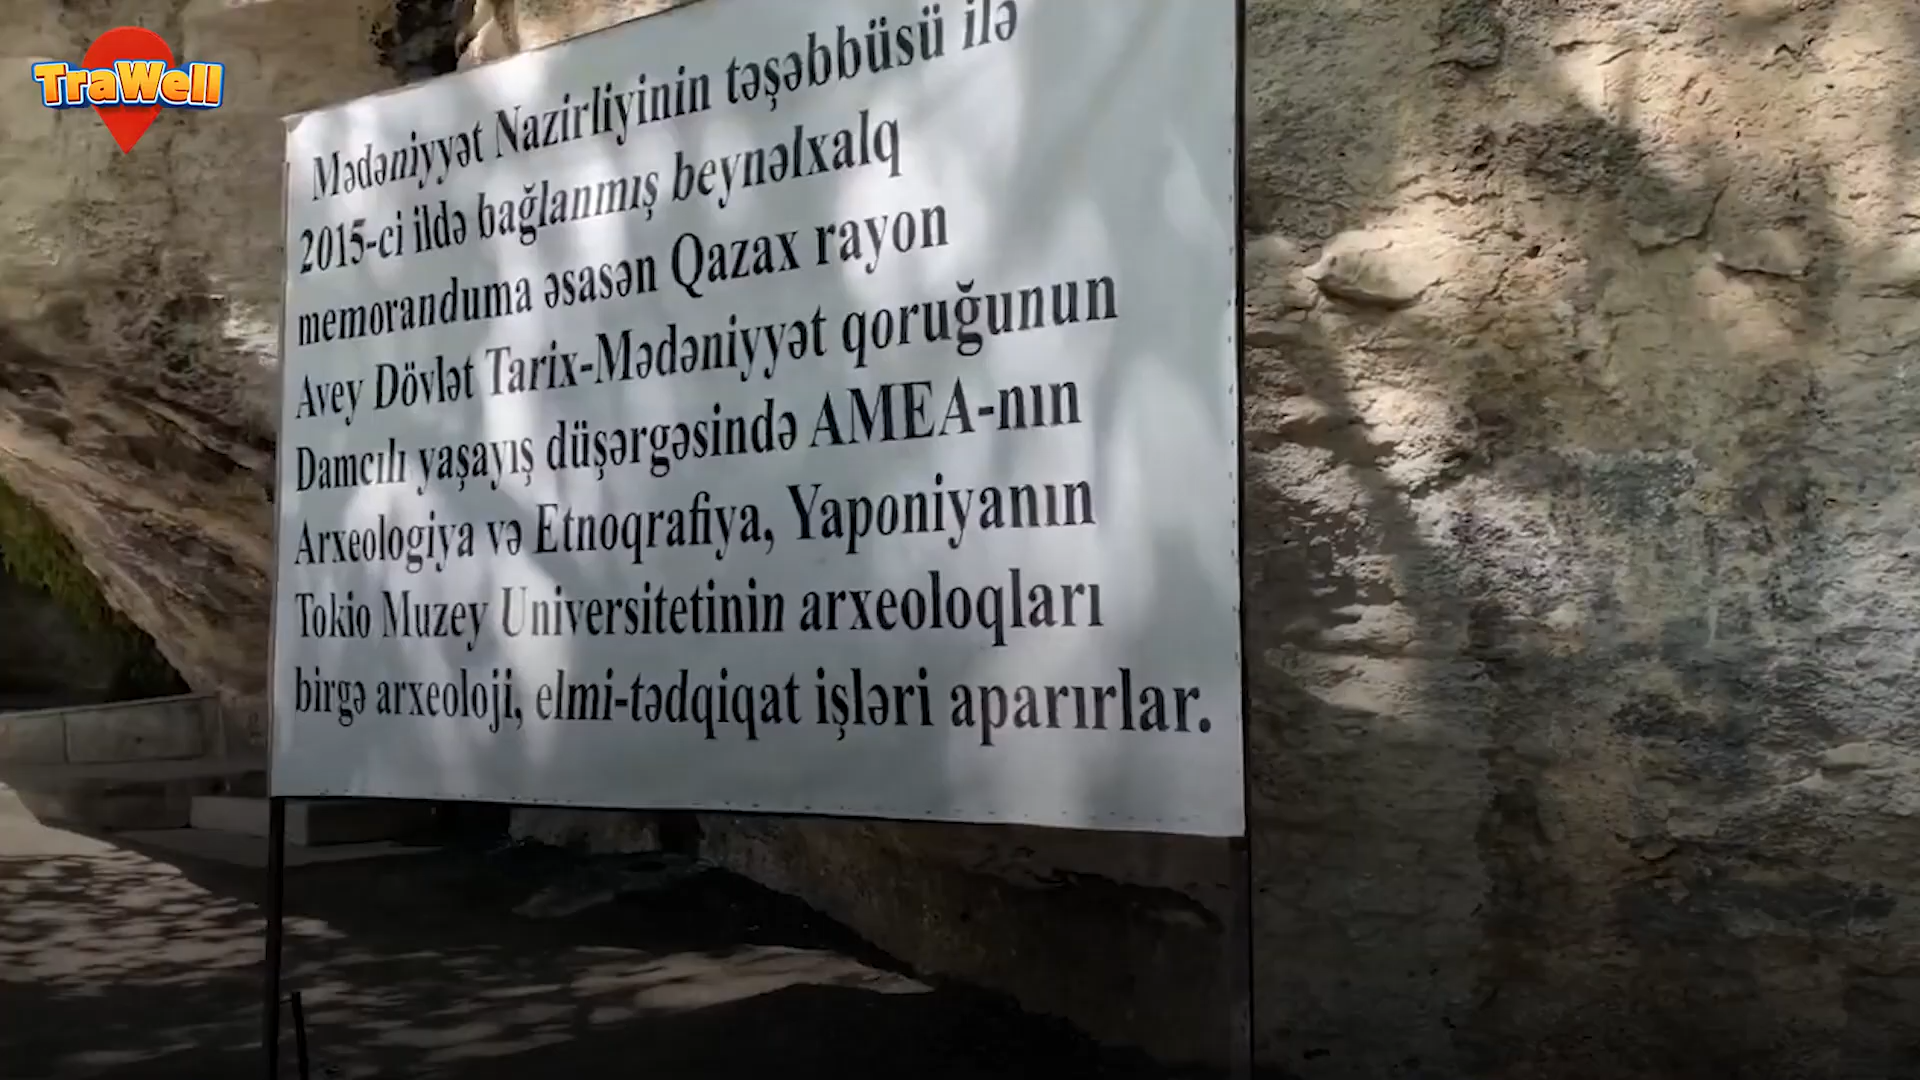 TraWell
Mədəniyyət Nazirliyinin təşəbbüsü ilə
2015-ci ildə bağlanmış beynəlxalq
memoranduma əsasən Qazax rayon
Avey Dövlət Tarix-Mədəniyyət qoruğunun
Damcılı yaşayış düşərgəsində AMEA-nın
Arxeologiya və Etnoqrafiya, Yaponiyanın
Tokio Muzey Universitetinin arxeoloqları
birgə arxeoloji, elmi-tədqiqat işləri aparırlar.